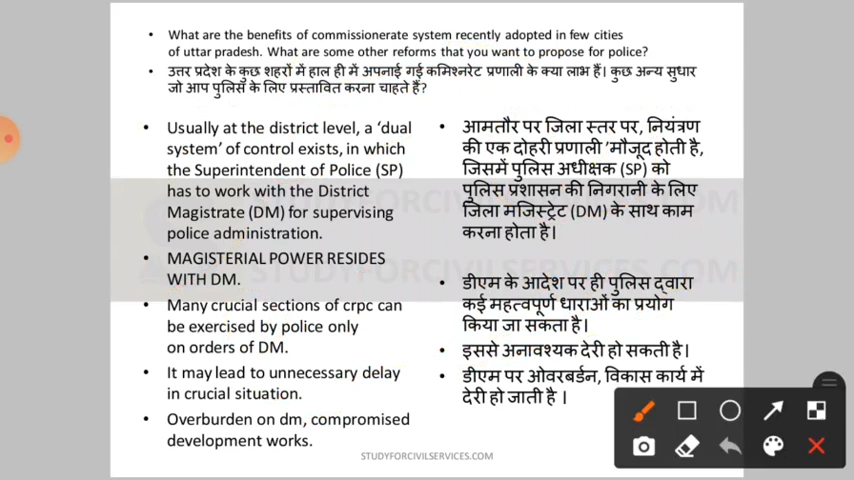 • What are the benefits of commissionerate system recently adopted in few cities
of uttar pradesh. What are some other reforms that you want to propose for police?
• उत्तर प्रदेश के कुछ शहरों में हाल ही में अपनाई गई कमिश्नरेट प्रणाली के क्या लाभ हैं। कुछ अन्य सुधार
जो आप पुलिस के लिए प्रस्तावित करना चाहते हैं?
• Usually at the district level, a ‘dual
system’ of control exists, in which
the Superintendent of Police (SP)
has to work with the District
Magistrate (DM) for supervising
police administration.
• MAGISTERIAL POWER RESIDES
WITH DM.
• Many crucial sections of crpc can
be exercised by police only
on orders of DM.
• It may lead to unnecessary delay
in crucial situation.
• Overburden on dm, compromised
development works.
• आमतौर पर जिला स्तर पर, नियंत्रण
की एक दोहरी प्रणाली ’मौजूद होती है,
जिसमें पुलिस अधीक्षक (SP) को
पुलिस प्रशासन की निगरानी के लिए
जिला मजिस्ट्रेट (DM) के साथ काम
करना होता है।
• डीएम के आदेश पर ही पुलिस द्वारा
कई महत्वपूर्ण धाराओं का प्रयोग
किया जा सकता है।
• इससे अनावश्यक देरी हो सकती है।
• डीएम पर ओवरबर्डन, विकास कार्य में
देरी हो जाती है ।
STUDYFORCIVILSERVICES.COM
STUDYFORCIVILSERVICES.COM
STUDYFORCIVILSERVICES.COM